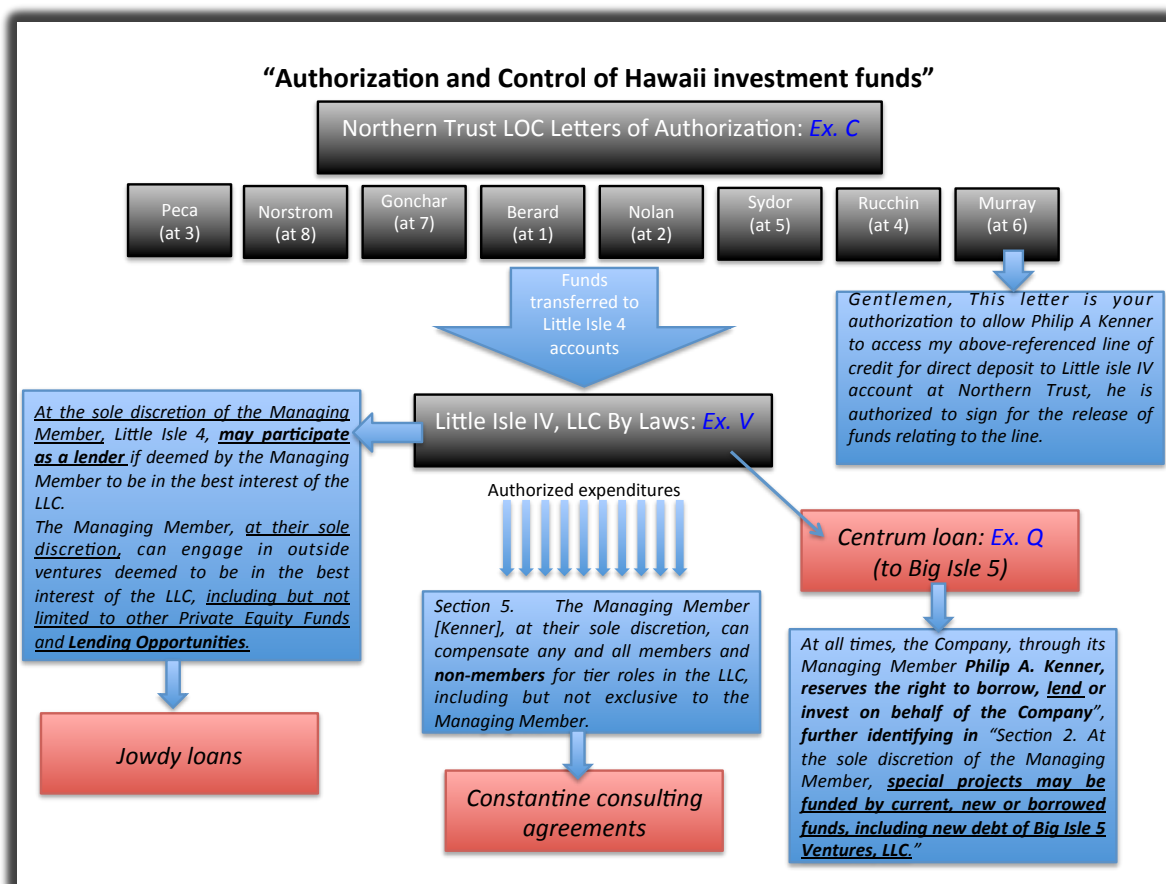 “Authorization and Control of Hawaii investment funds”
Northern Trust LOC Letters of Authorization: Ex. C
Peca
(at 3)
Norstrom
(at 8)
Gonchar
(at 7)
Berard
(at 1)
Nolan
(at 2)
Sydor
(at 5)
Rucchin
(at 4)
Murray
(at 6)
Funds
transferred to
Little Isle 4
accounts
Gentlemen, This letter is your
authorization to allow Philip A Kenner
to access my above-referenced line of
credit for direct deposit to Little isle IV
account at Northern Trust, he is
authorized to sign for the release of
funds relating to the line.
At the sole discretion of the Managing
Member, Little Isle 4, may participate
as a lender if deemed by the Managing
Member to be in the best interest of the
LLC.
The Managing Member, at their sole
discretion, can engage in outside
ventures deemed to be in the best
interest of the LLC, including but not
limited to other Private Equity Funds
and Lending Opportunities.
Little Isle IV, LLC By Laws: Ex. V
Authorized expenditures
Centrum loan: Ex. Q
(to Big Isle 5)
Section 5. The Managing Member
[Kenner], at their sole discretion, can
compensate any and all members and
non-members for tier roles in the LLC,
including but not exclusive to the
Managing Member.
At all times, the Company, through its
Managing Member Philip A. Kenner,
reserves the right to borrow, lend or
invest on behalf of the Company”,
further identifying in “Section 2. At
the sole discretion of the Managing
Member, special projects may be
funded by current, new or borrowed
funds, including new debt of Big Isle 5
Ventures, LLC.”
Jowdy loans
Constantine consulting
agreements